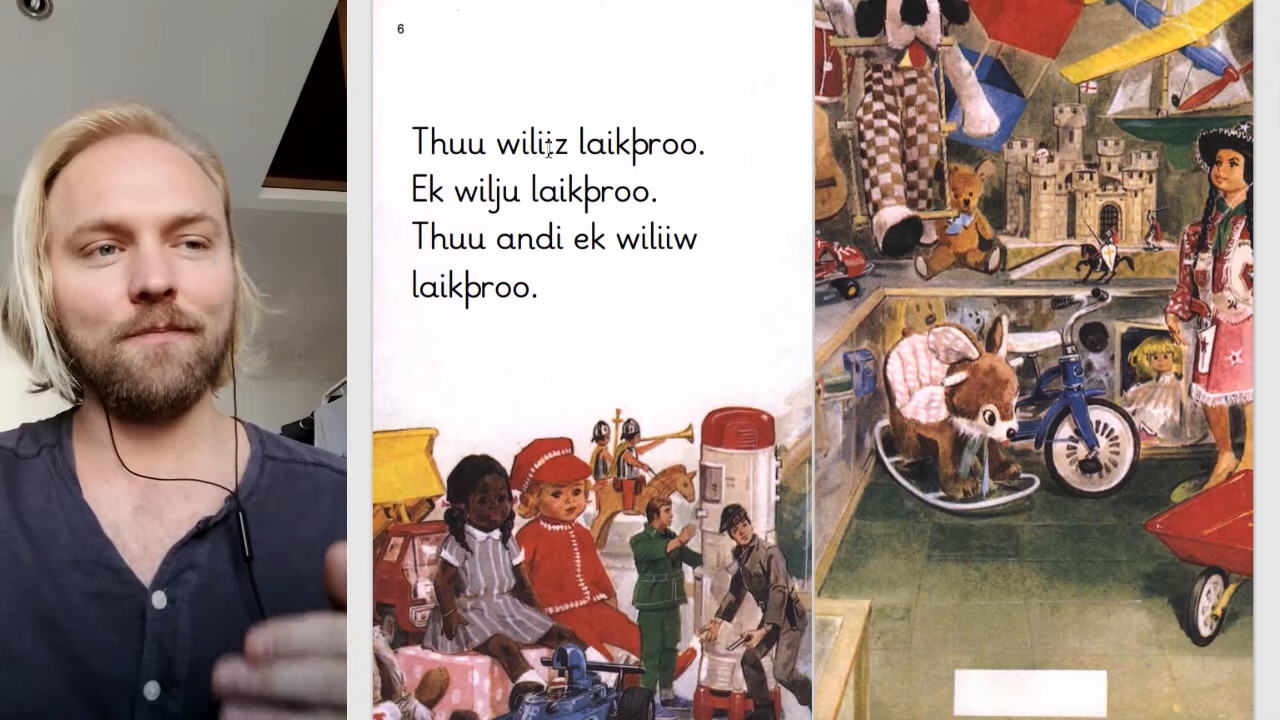 6
Thuu wiliiz laikþroo.
Ek wilju laikþroo.
Thuu andi ek wiliiw
laikþroo.